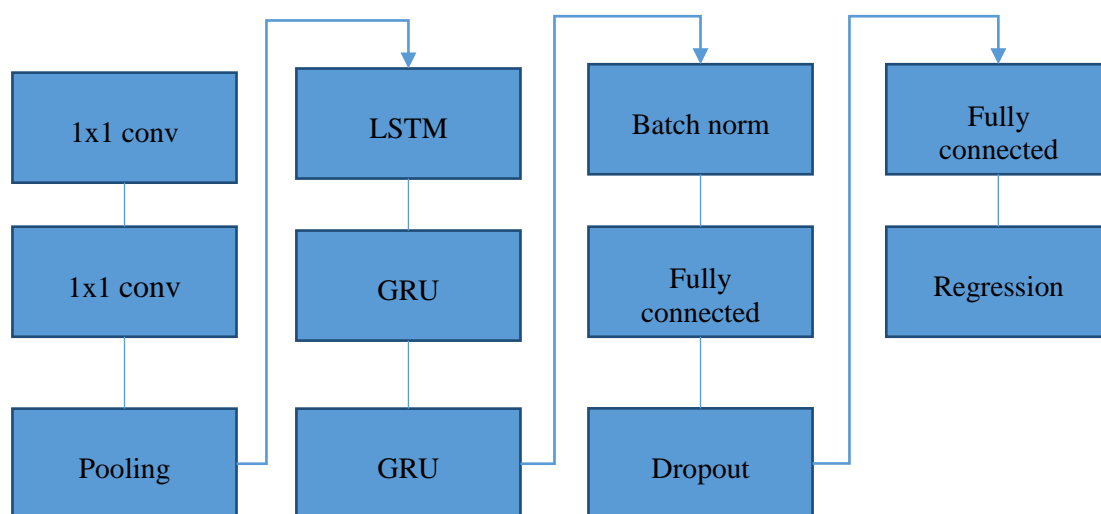 1x1 conv
1x1 conv
Pooling
LSTM
GRU
GRU
Batch norm
Fully
connected
Dropout
Fully
connected
Regression